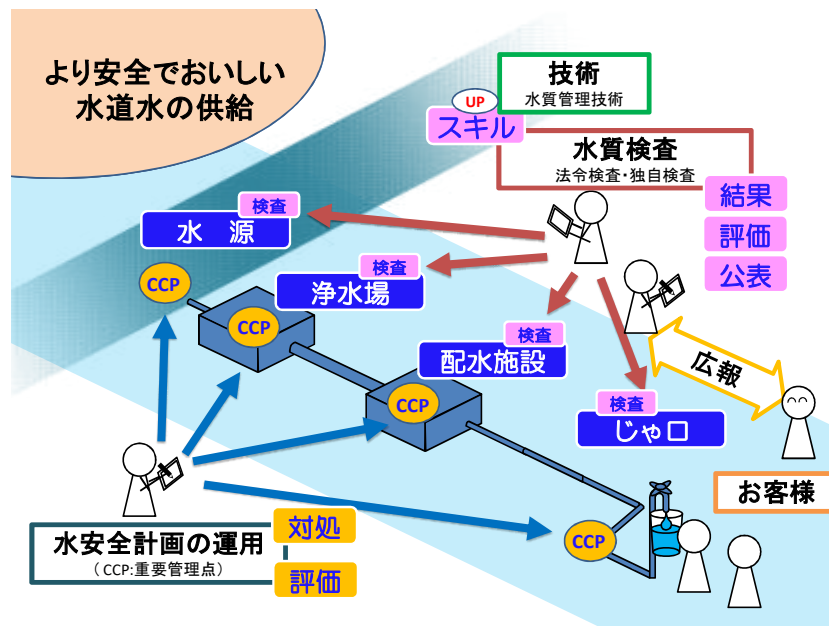 より安全でおいしい
水道水の供給
技術
水質管理技術
UP
スキル
水質検査
法令検査・独自検査
結果
評価
公表
検査
水　源
検査
浄水場
検査
配水施設
検査
じゃ口
CCP
CCP
CCP
CCP
広報
お客様
水安全計画の運用
（CCP:重要管理点）
対処
評価